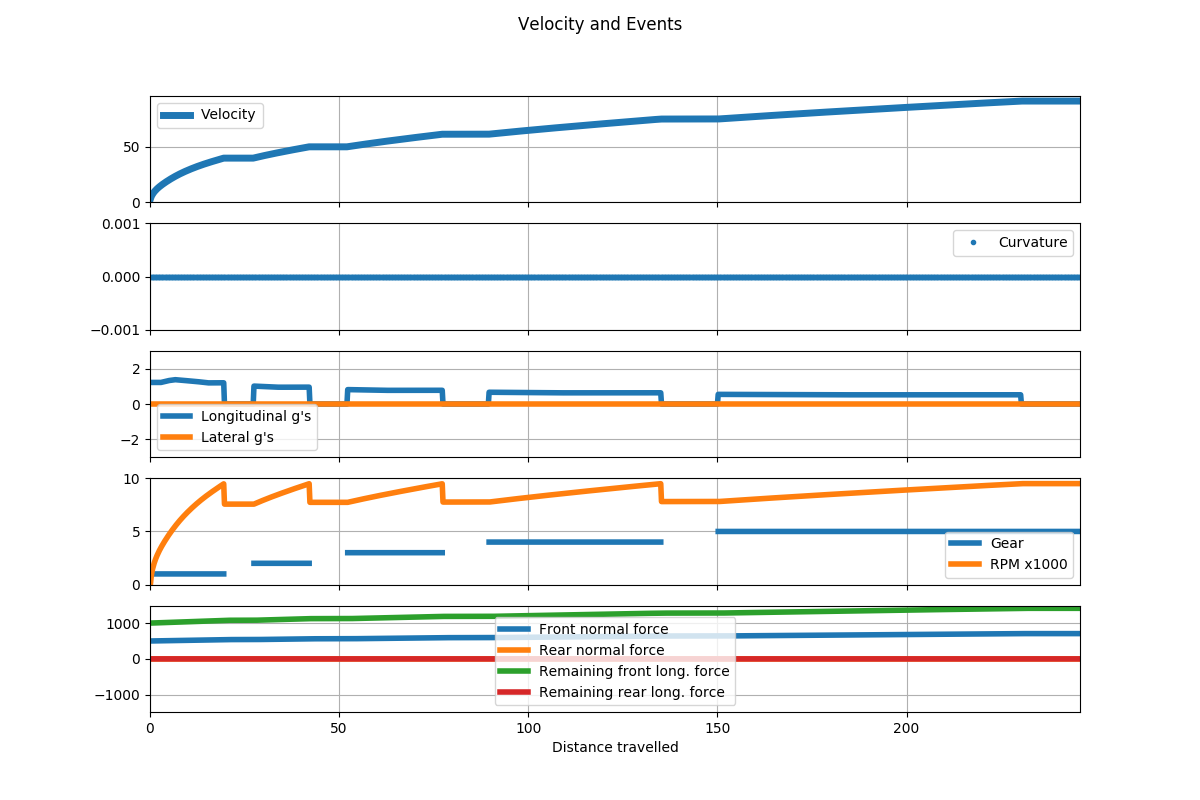 Velocity and Events
Velocity
50
0
0.001
Curvature
0.000
−0.001
2
0
Longitudinal g's
Lateral g's
−2
10
5
Gear
RPM x1000
0
1000
Front normal force
0
Rear normal force
Remaining front long. force
−1000
Remaining rear long. force
0 50 100 150 200
Distance travelled